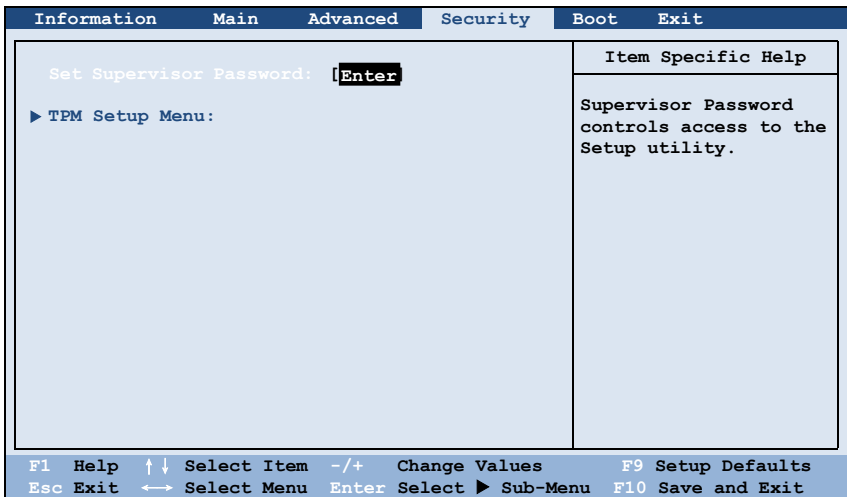 Information Main Advanced Security Boot Exit
Set Supervisor Password: [Enter]
▶ TPM Setup Menu:
Item Specific Help
Supervisor Password
controls access to the
Setup utility.
F1 Help ↑↓ Select Item -/+ Change Values F9 Setup Defaults
Esc Exit ←→ Select Menu Enter Select ▶ Sub-Menu F10 Save and Exit